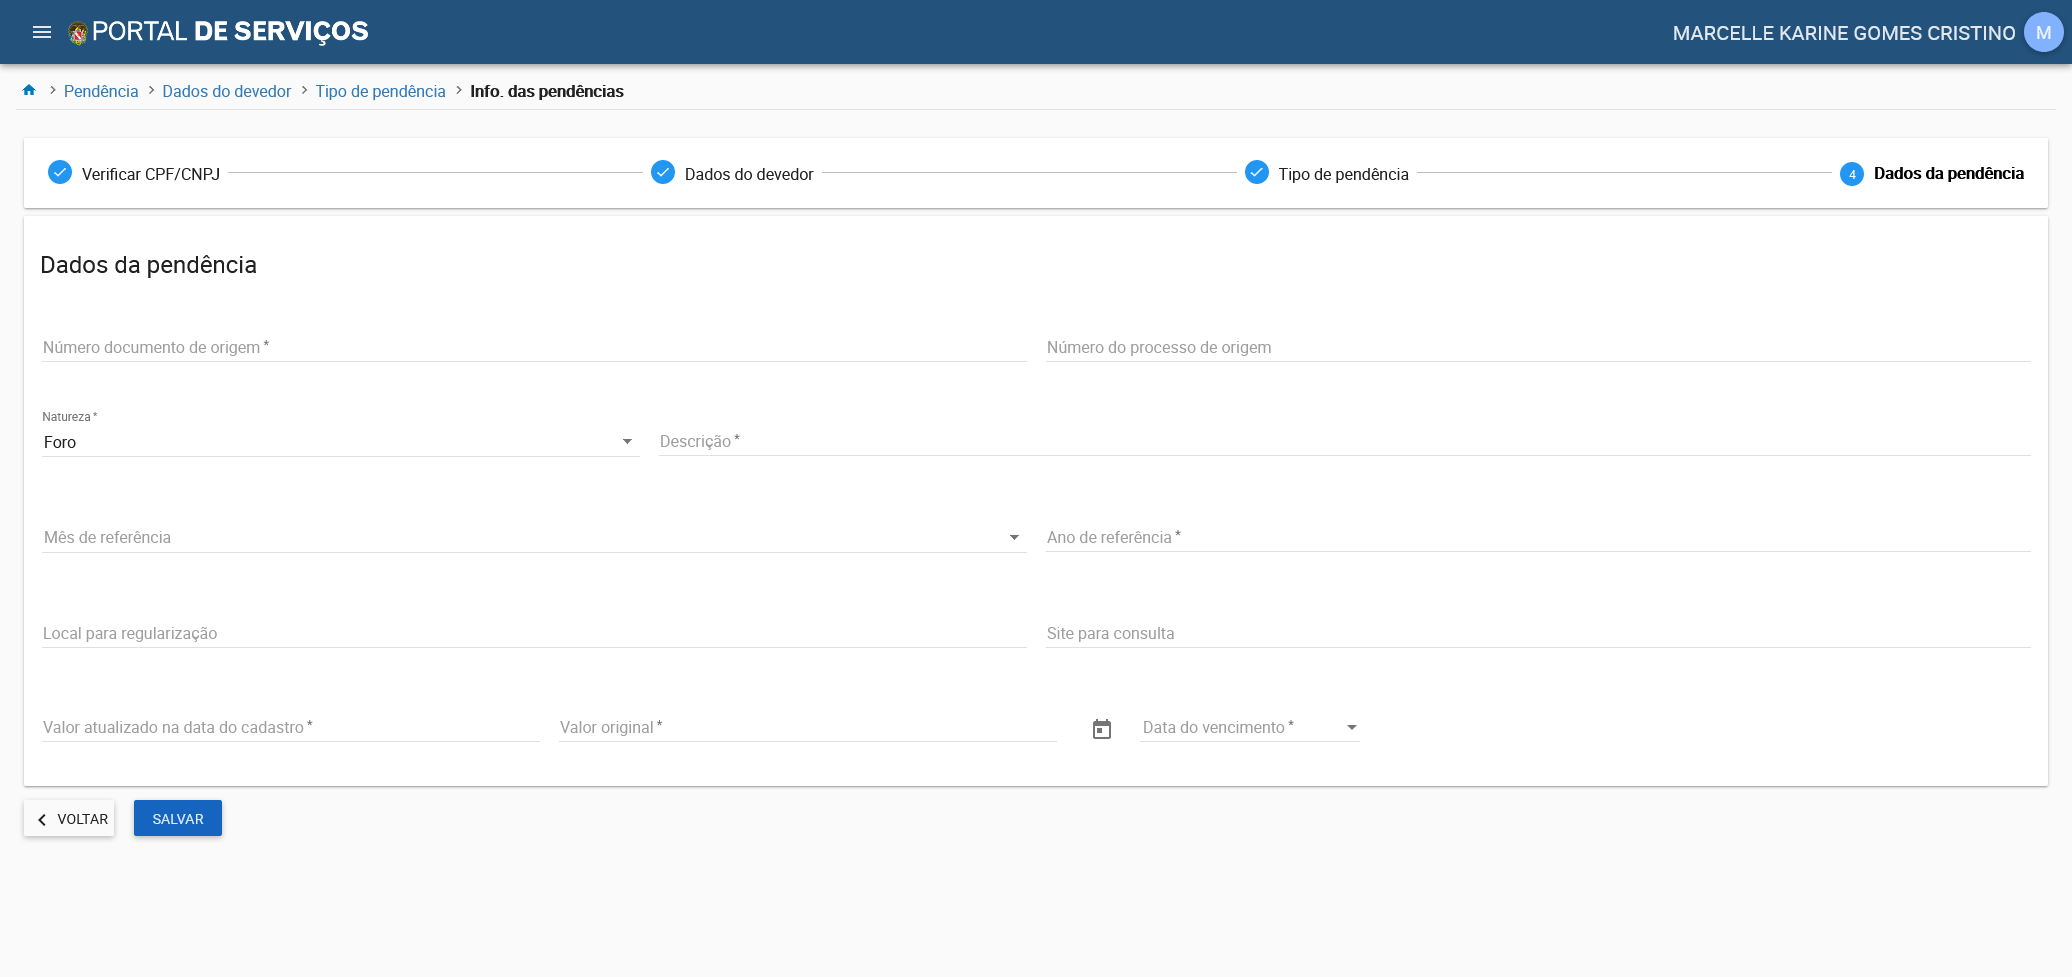 PORTAL DE SERVIÇOS
MARCELLE KARINE GOMES CRISTINO M
Pendência Dados do devedor Tipo de pendência Info. das pendências
Verificar CPF/CNPJ Dados do devedor Tipo de pendência 4 Dados da pendência
Dados da pendência
Número documento de origem * Número do processo de origem
Natureza *
Foro Descrição *
Mês de referência Ano de referência *
Local para regularização Site para consulta
Valor atualizado na data do cadastro * Valor original * Data do vencimento *
VOLTAR SALVAR